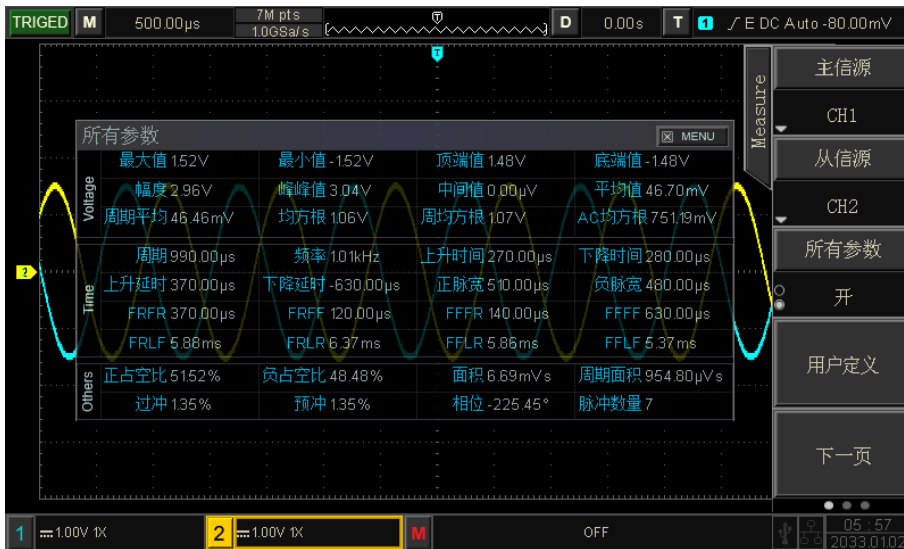 TRIGED M 500.00μs 7M pts D 0.00s T 1 E DC Auto -80.00mV
1.0GSa/s
T
Measure
主信源
CH1
从信源
CH2
所有参数
开
用户定义
下一页
所有参数 MENU
Voltage
最大值 1.52V 最小值 -1.52V 顶端值 1.48V 底端值 -1.48V
幅度 2.96V 峰峰值 3.04V 中间值 0.00μV 平均值 46.70mV
周期平均 46.46mV 均方根 1.06V 周均方根 1.07V AC均方根 751.19mV
Time
周期 990.00μs 频率 1.01kHz 上升时间 270.00μs 下降时间 280.00μs
上升延时 370.00μs 下降延时 -630.00μs 正脉宽 510.00μs 负脉宽 480.00μs
FRFR 370.00μs FRFF 120.00μs FFFR 140.00μs FFFF 630.00μs
FRLF 5.88ms FRLR 6.37ms FFLR 5.86ms FFLF 5.37ms
Others
正占空比 51.52% 负占空比 48.48% 面积 6.69mVs 周期面积 954.80μVs
过冲 1.35% 预冲 1.35% 相位 -225.45° 脉冲数量 7
2
1 1.00V 1X 2 1.00V 1X M OFF
05:57
2033.01.02